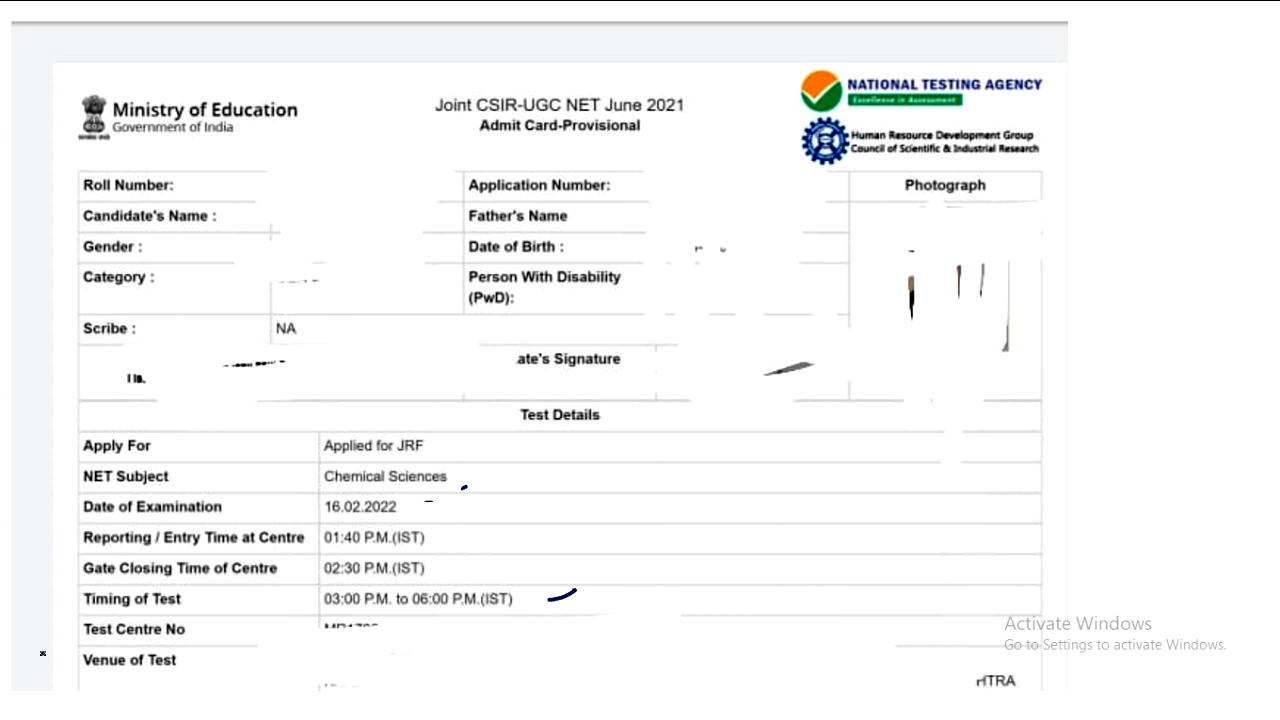 Ministry of Education
Government of India
Joint CSIR-UGC NET June 2021
Admit Card-Provisional
NATIONAL TESTING AGENCY
Excellence in Assessment
Human Resource Development Group
Council of Scientific & Industrial Research
Roll Number: Application Number: Photograph
Candidate's Name : Father's Name
Gender : Date of Birth :
Category : Person With Disability
(PwD):
Scribe : NA
ate's Signature
Test Details
Apply For Applied for JRF
NET Subject Chemical Sciences
Date of Examination 16.02.2022
Reporting / Entry Time at Centre 01:40 P.M.(IST)
Gate Closing Time of Centre 02:30 P.M.(IST)
Timing of Test 03:00 P.M. to 06:00 P.M.(IST)
Test Centre No
Venue of Test
Activate Windows
Go to Settings to activate Windows.